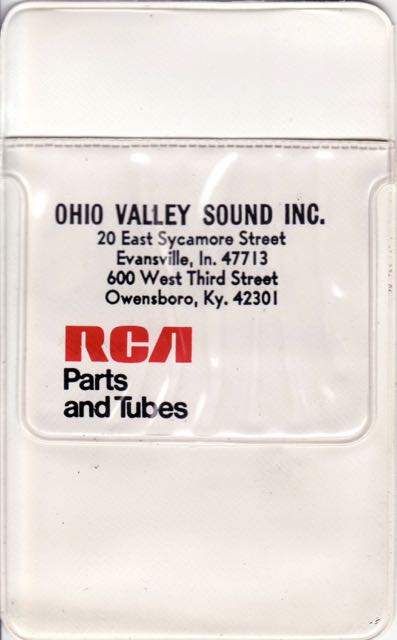 OHIO VALLEY SOUND INC.
20 East Sycamore Street
Evansville, In. 47713
600 West Third Street
Owensboro, Ky. 42301
RCA
Parts
and Tubes